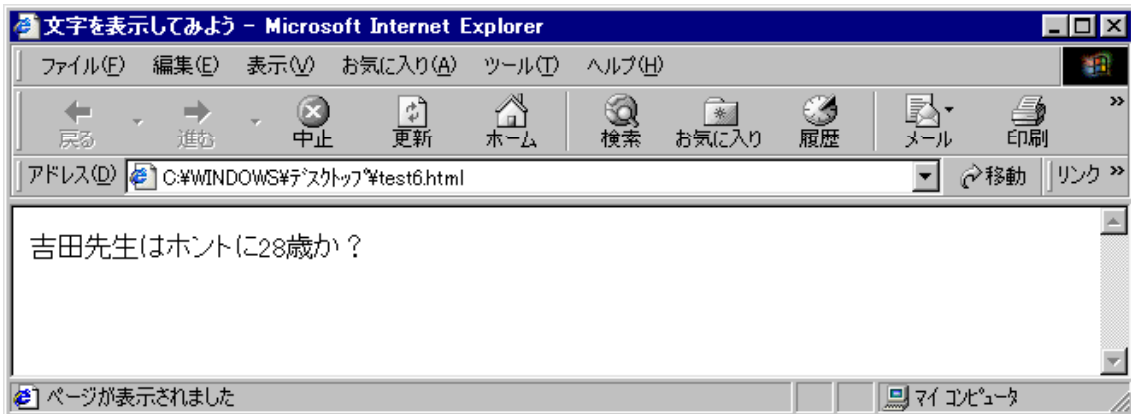 文字を表示してみよう - Microsoft Internet Explorer
ファイル(F) 編集(E) 表示(V) お気に入り(A) ツール(T) ヘルプ(H)
戻る 進む 中止 更新 ホーム 検索 お気に入り 履歴 メール 印刷 »
アドレス(D) C:¥WINDOWS¥デスクトップ¥test6.html 移動 リンク »
吉田先生はホントに28歳か？
ページが表示されました マイ コンピュータ